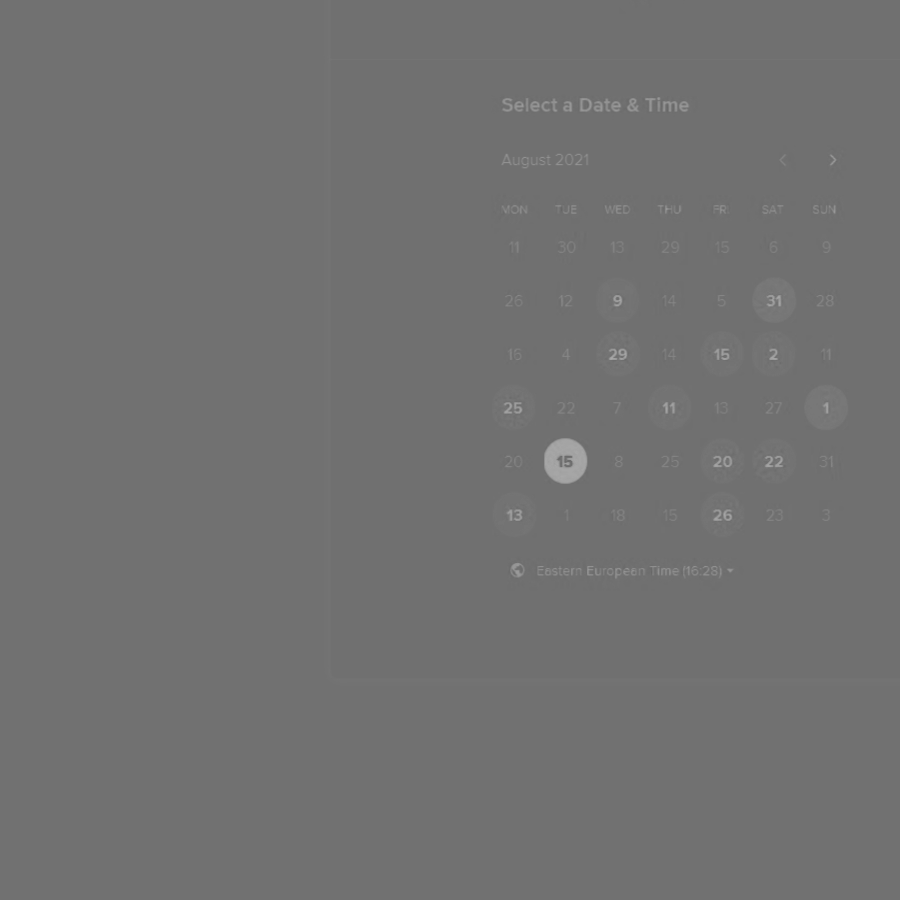 Select a Date & Time
August 2021
MON TUE WED THU FRI SAT SUN
11 30 13 29 15 6 9
26 12 9 14 5 31 28
15 4 29 14 15 2 11
25 22 7 11 13 27 1
20 15 8 25 20 22 31
13 1 18 15 26 23 3
Eastern European Time (16:28)